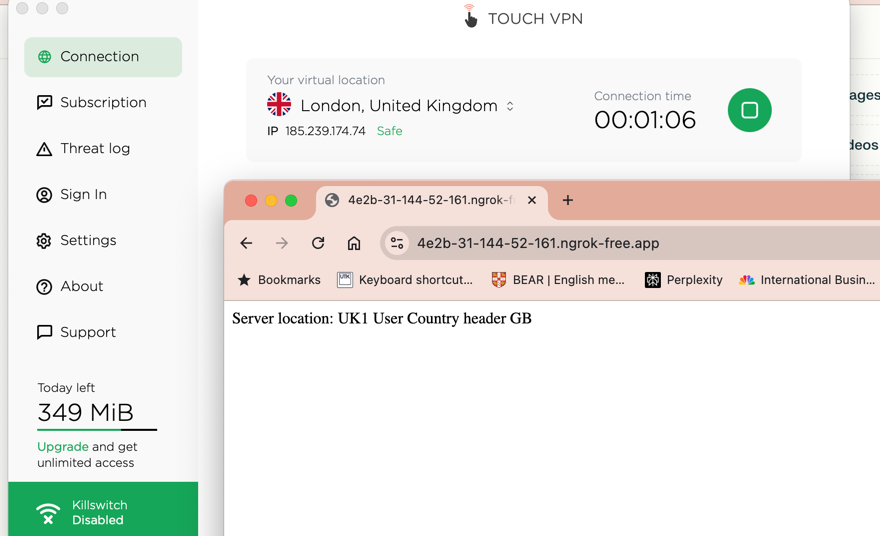 TOUCH VPN
Connection
Subscription
Threat log
Sign In
Settings
About
Support
Today left
349 MiB
Upgrade and get
unlimited access
Killswitch
Disabled
Your virtual location
London, United Kingdom
IP 185.239.174.74 Safe
Connection time
00:01:06
4e2b-31-144-52-161.ngrok-f
4e2b-31-144-52-161.ngrok-free.app
Bookmarks
UTK
Keyboard shortcut...
BEAR | English me...
Perplexity
International Busin...
Server location: UK1 User Country header GB
ages
deos